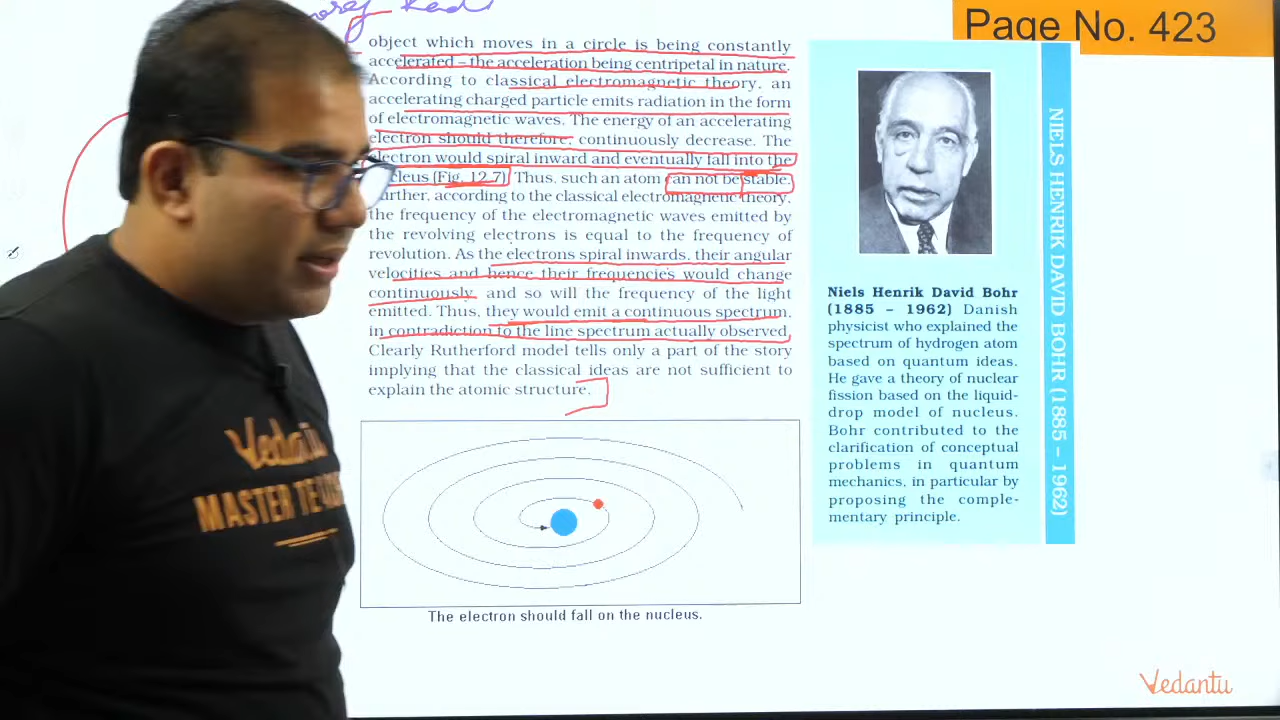 Page No. 423
object which moves in a circle is being constantly
accelerated – the acceleration being centripetal in nature.
According to classical electromagnetic theory, an
accelerating charged particle emits radiation in the form
of electromagnetic waves. The energy of an accelerating
electron should therefore, continuously decrease. The
electron would spiral inward and eventually fall into the
(Fig. 12.7). Thus, such an atom can not be stable.
according to the classical electromagnetic theory,
the frequency of the electromagnetic waves emitted by
the revolving electrons is equal to the frequency of
revolution. As the electrons spiral inwards, their angular
velocities and hence their frequencies would change
continuously, and so will the frequency of the light
emitted. Thus, they would emit a continuous spectrum,
in contradiction to the line spectrum actually observed.
Clearly Rutherford model tells only a part of the story
implying that the classical ideas are not sufficient to
explain the atomic structure.
The electron should fall on the nucleus.
Niels Henrik David Bohr
(1885 – 1962) Danish
physicist who explained the
spectrum of hydrogen atom
based on quantum ideas.
He gave a theory of nuclear
fission based on the liquid-
drop model of nucleus.
Bohr contributed to the
clarification of conceptual
problems in quantum
mechanics, in particular by
proposing the comple-
mentary principle.
NIELS HENRIK DAVID BOHR (1885 – 1962)
MASTER
Vedantu